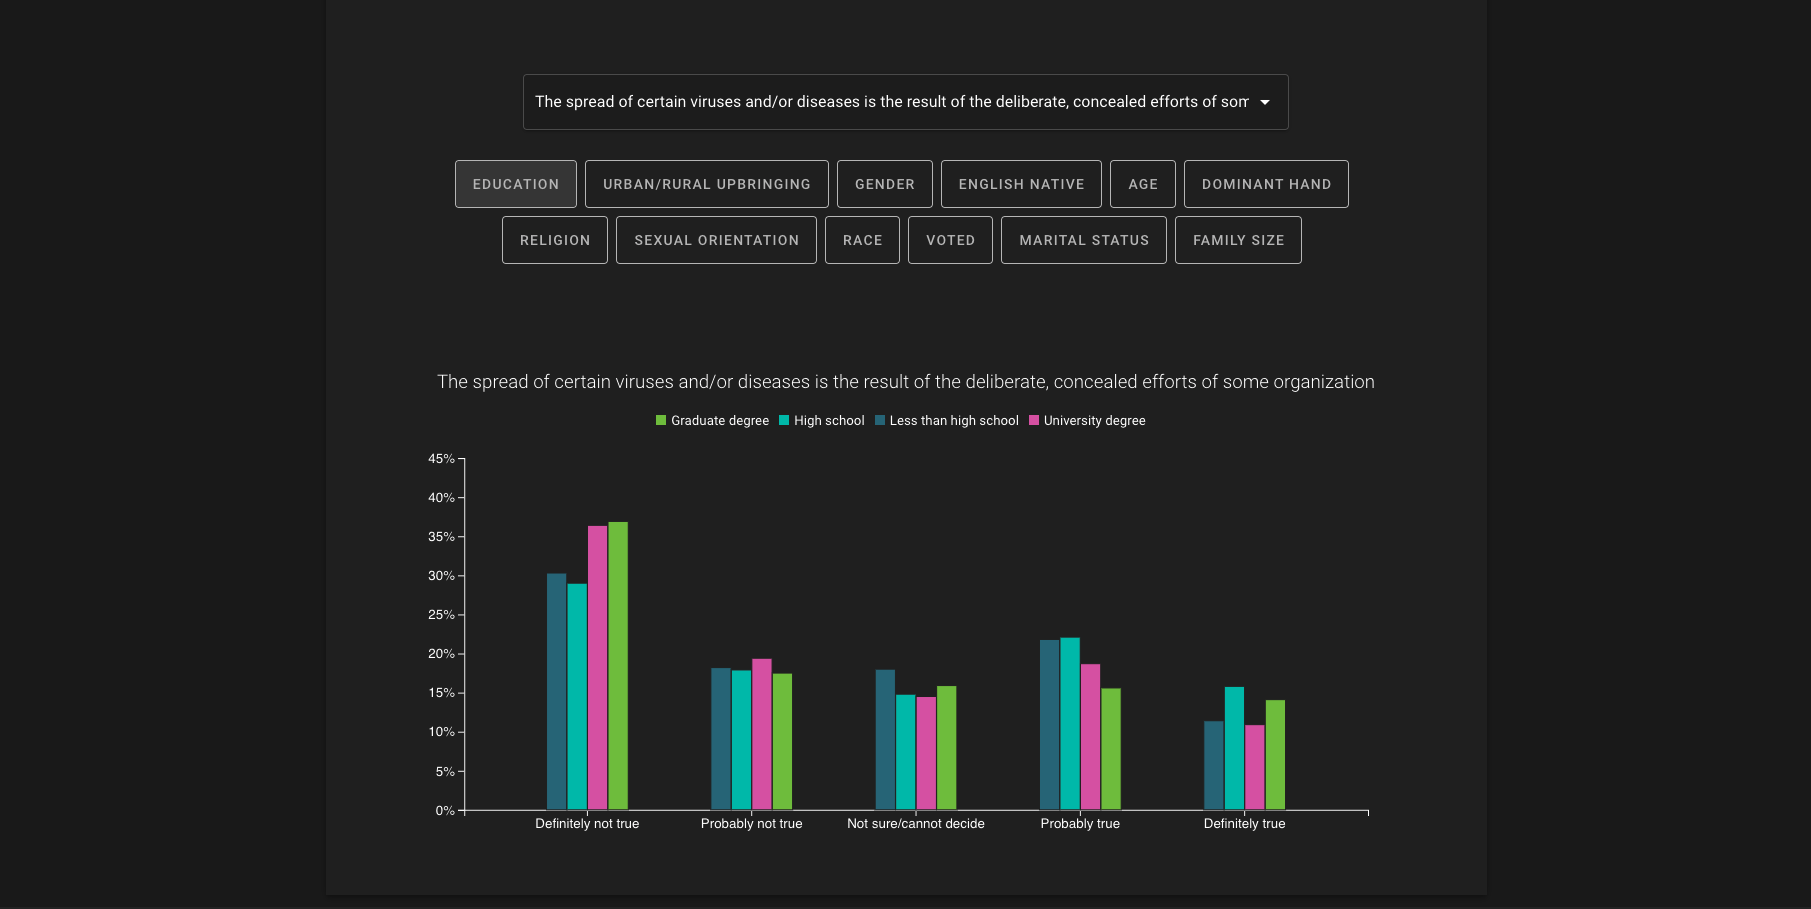 The spread of certain viruses and/or diseases is the result of the deliberate, concealed efforts of som
EDUCATION URBAN/RURAL UPBRINGING GENDER ENGLISH NATIVE AGE DOMINANT HAND
RELIGION SEXUAL ORIENTATION RACE VOTED MARITAL STATUS FAMILY SIZE
The spread of certain viruses and/or diseases is the result of the deliberate, concealed efforts of some organization
Graduate degree High school Less than high school University degree
45%
40%
35%
30%
25%
20%
15%
10%
5%
0%
Definitely not true Probably not true Not sure/cannot decide Probably true Definitely true